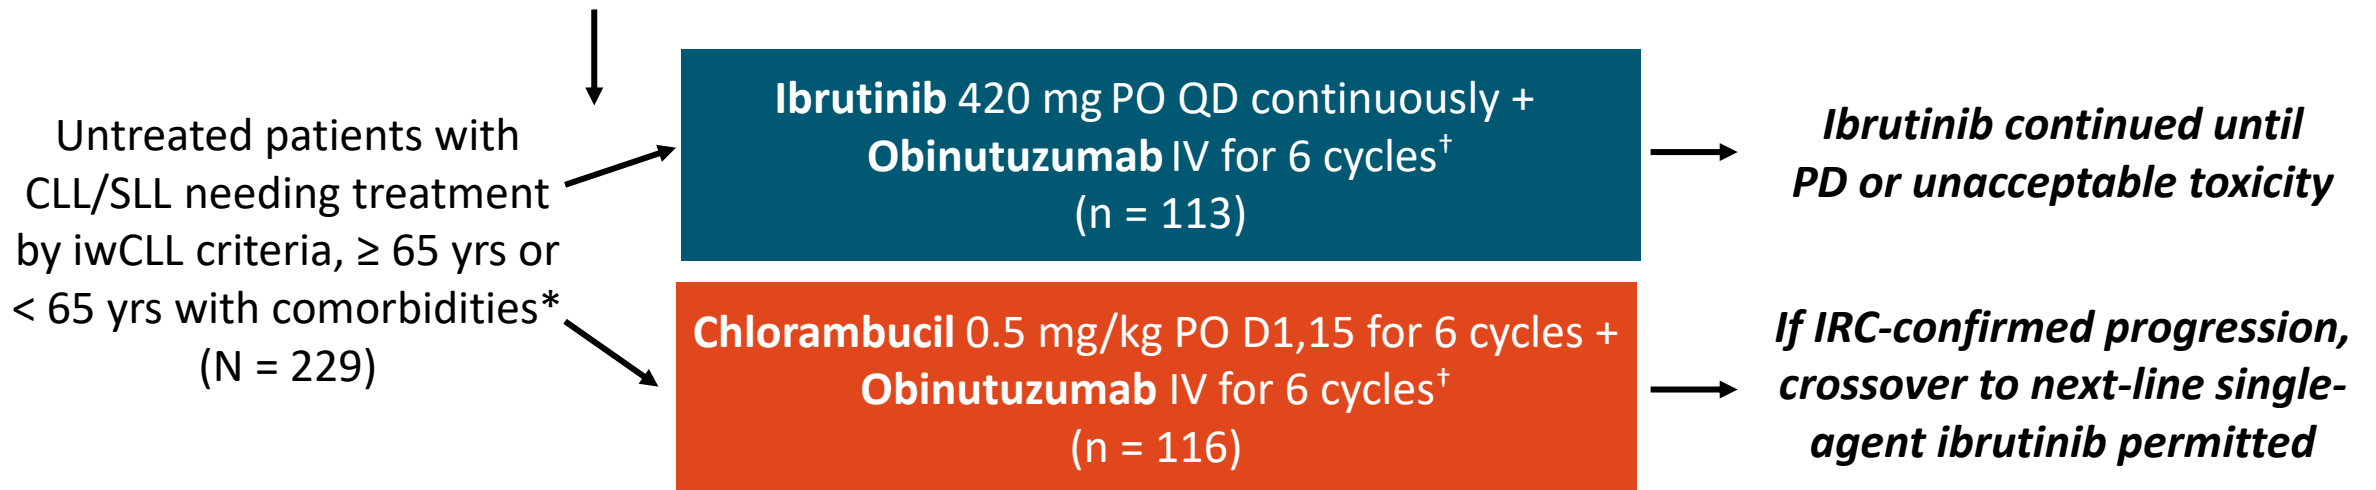 Untreated patients with
CLL/SLL needing treatment
by iwCLL criteria, ≥ 65 yrs or
< 65 yrs with comorbidities*
(N = 229)
Ibrutinib 420 mg PO QD continuously +
Obinutuzumab IV for 6 cycles†
(n = 113)
Ibrutinib continued until
PD or unacceptable toxicity
Chlorambucil 0.5 mg/kg PO D1,15 for 6 cycles +
Obinutuzumab IV for 6 cycles†
(n = 116)
If IRC-confirmed progression,
crossover to next-line single-
agent ibrutinib permitted